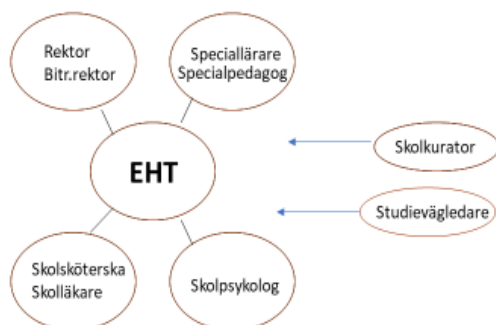 Rektor
Bitr.rektor
Speciallärare
Specialpedagog
EHT
Skolkurator
Studievägledare
Skolsköterska
Skolläkare
Skolpsykolog